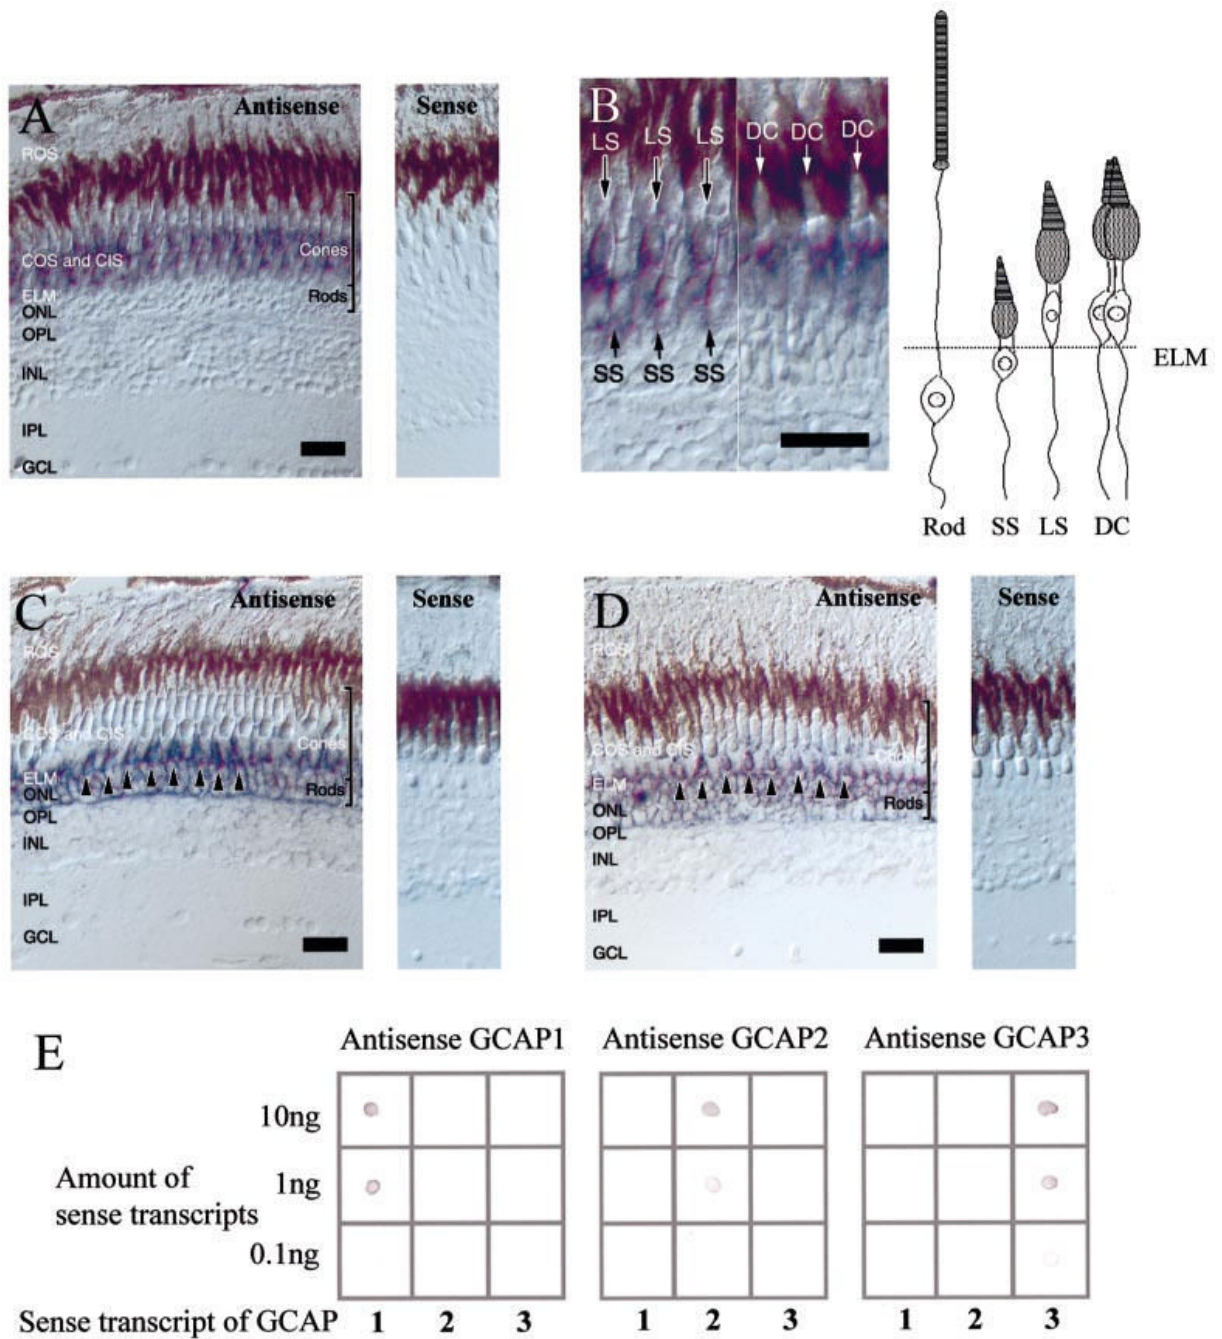 A
Antisense
ROS
Cones
COS and CIS
ELM
Rods
ONL
OPL
INL
IPL
GCL
Sense
B
LS LS LS
DC DC DC
SS SS SS
ELM
Rod SS LS DC
C
Antisense
ROS
COS and CIS
Cones
ELM
Rods
ONL
OPL
INL
IPL
GCL
Sense
D
Antisense
ROS
COS and CIS
Cones
ELM
Rods
ONL
OPL
INL
IPL
GCL
Sense
E
Antisense GCAP1 Antisense GCAP2 Antisense GCAP3
10ng
Amount of
sense transcripts
1ng
0.1ng
Sense transcript of GCAP 1 2 3 1 2 3 1 2 3